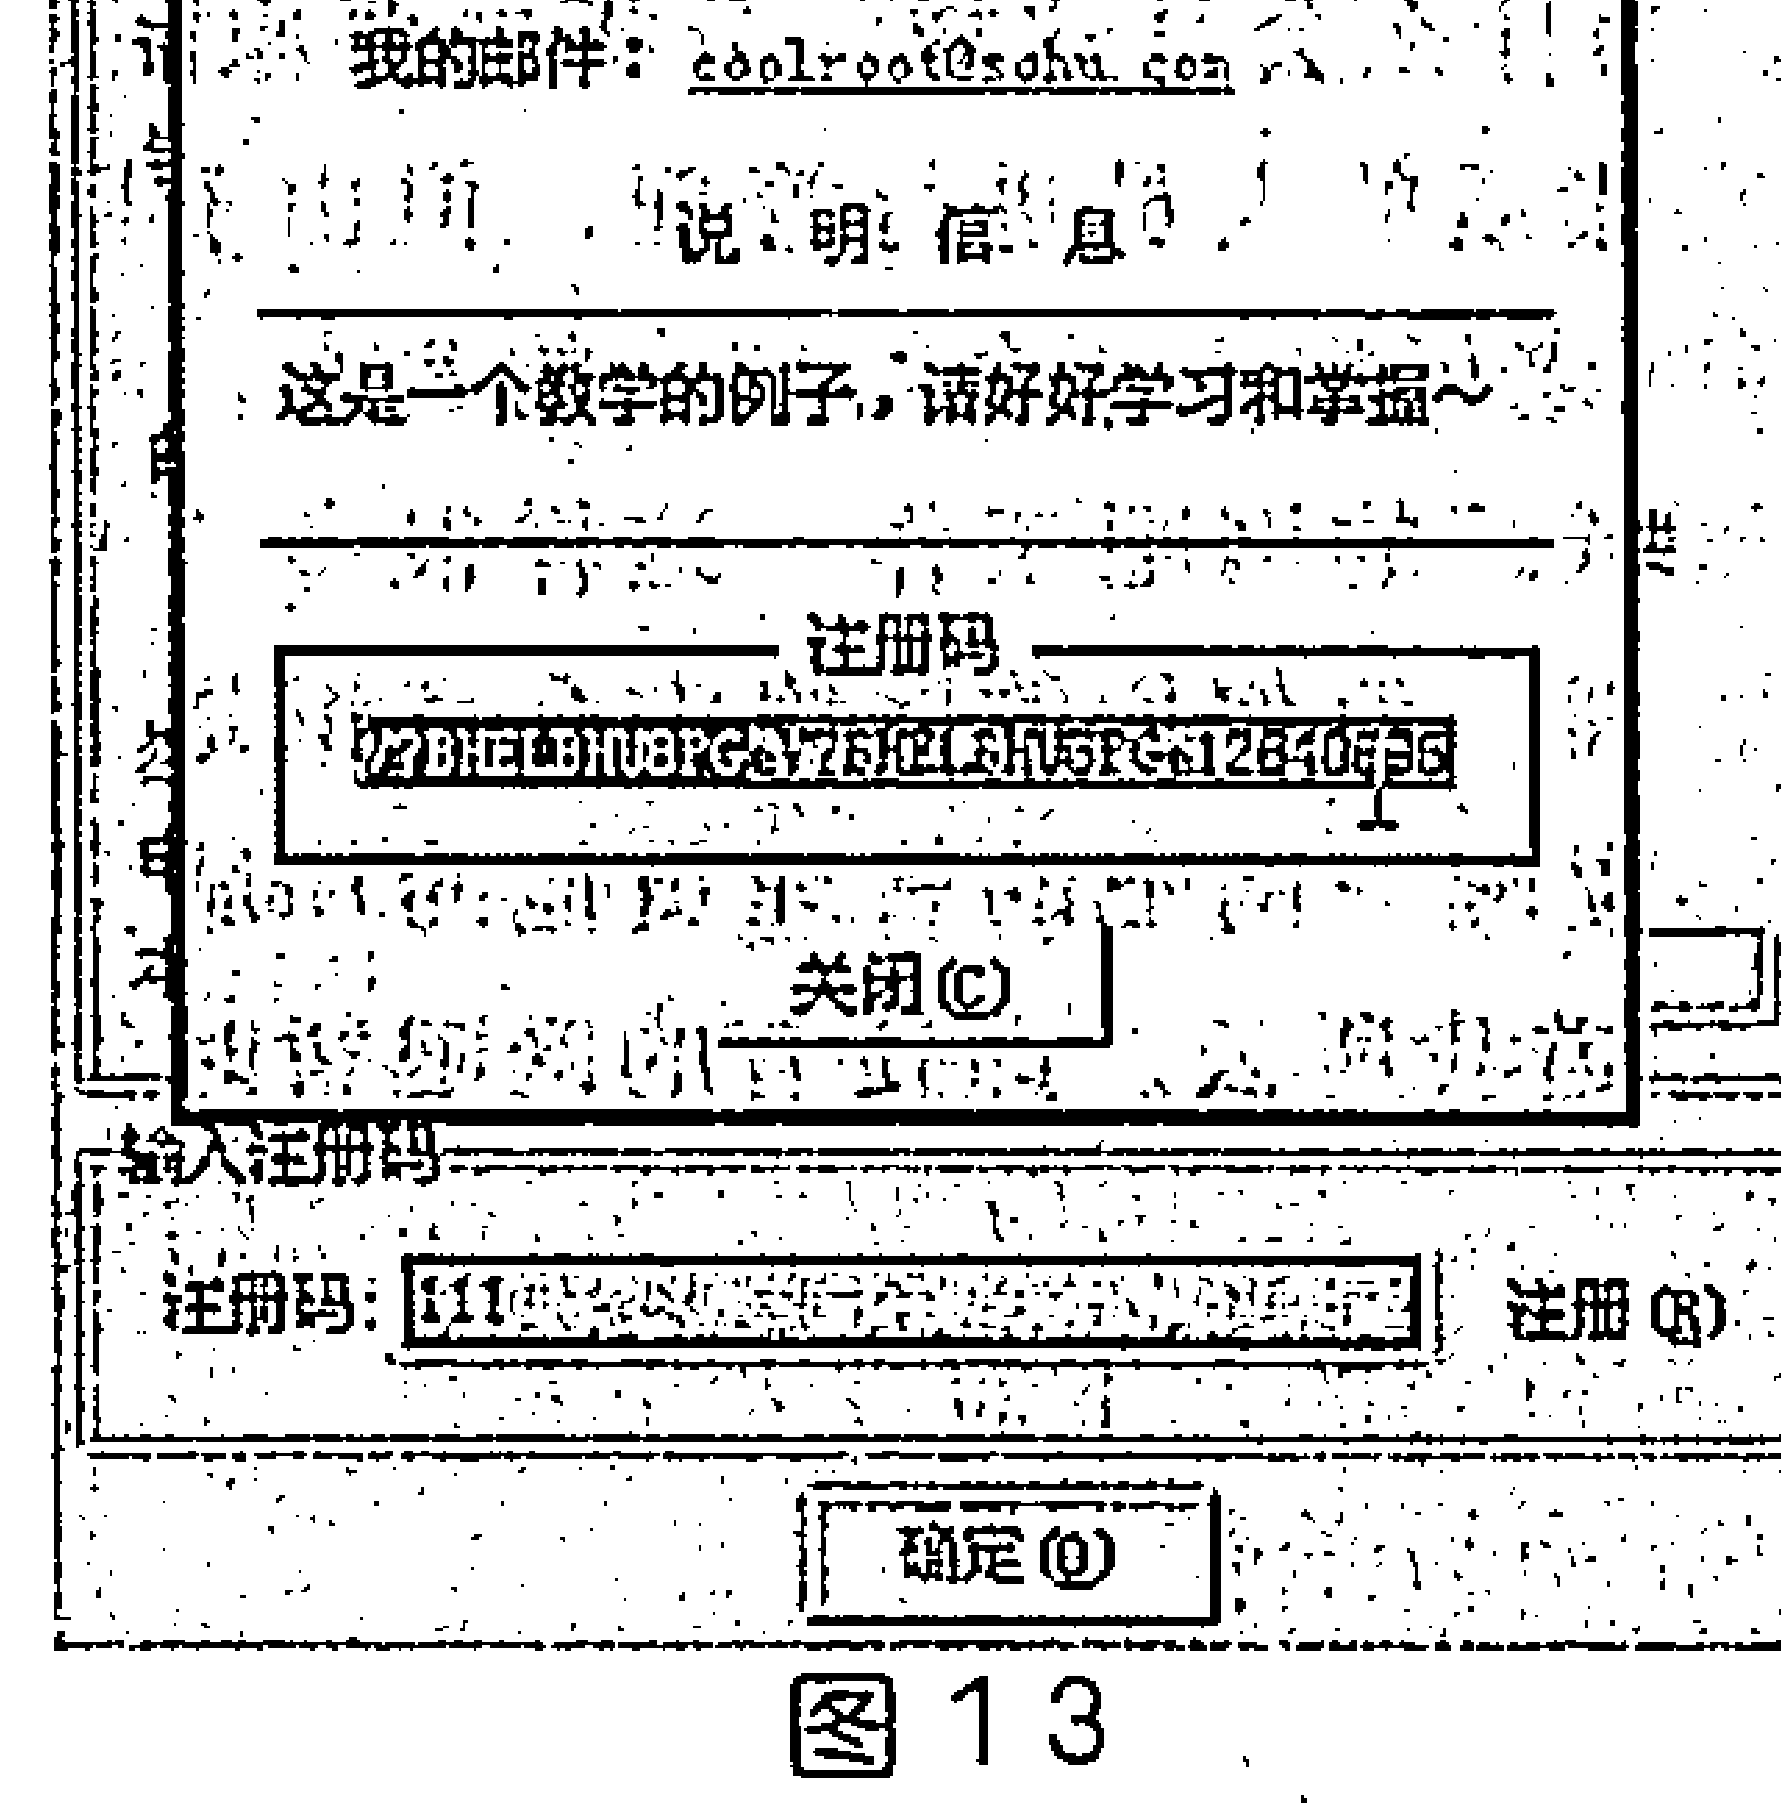 我的邮件：coolroot@sohu.com
说 明 信 息
这是一个教学的例子，请好好学习和掌握～
注册码
关闭(C)
输入注册码
注册码：111
注册(R)
确定(O)
图 13